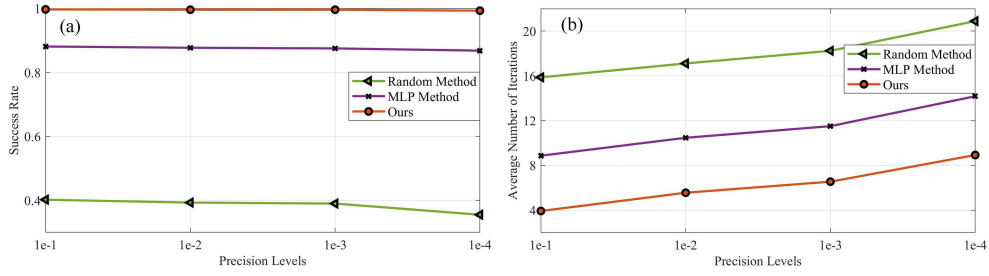 (a)
Success Rate
1
0.8
0.6
0.4
Random Method
MLP Method
Ours
1e-1 1e-2 1e-3 1e-4
Precision Levels
(b)
Average Number of Iterations
20
16
12
8
4
Random Method
MLP Method
Ours
1e-1 1e-2 1e-3 1e-4
Precision Levels